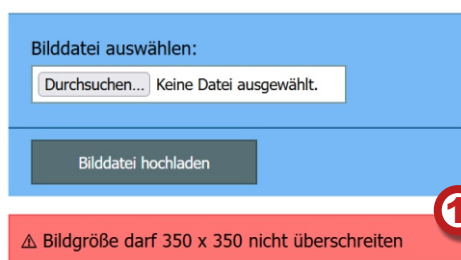 Bilddatei auswählen:
Durchsuchen... Keine Datei ausgewählt.
Bilddatei hochladen
1
⚠ Bildgröße darf 350 x 350 nicht überschreiten